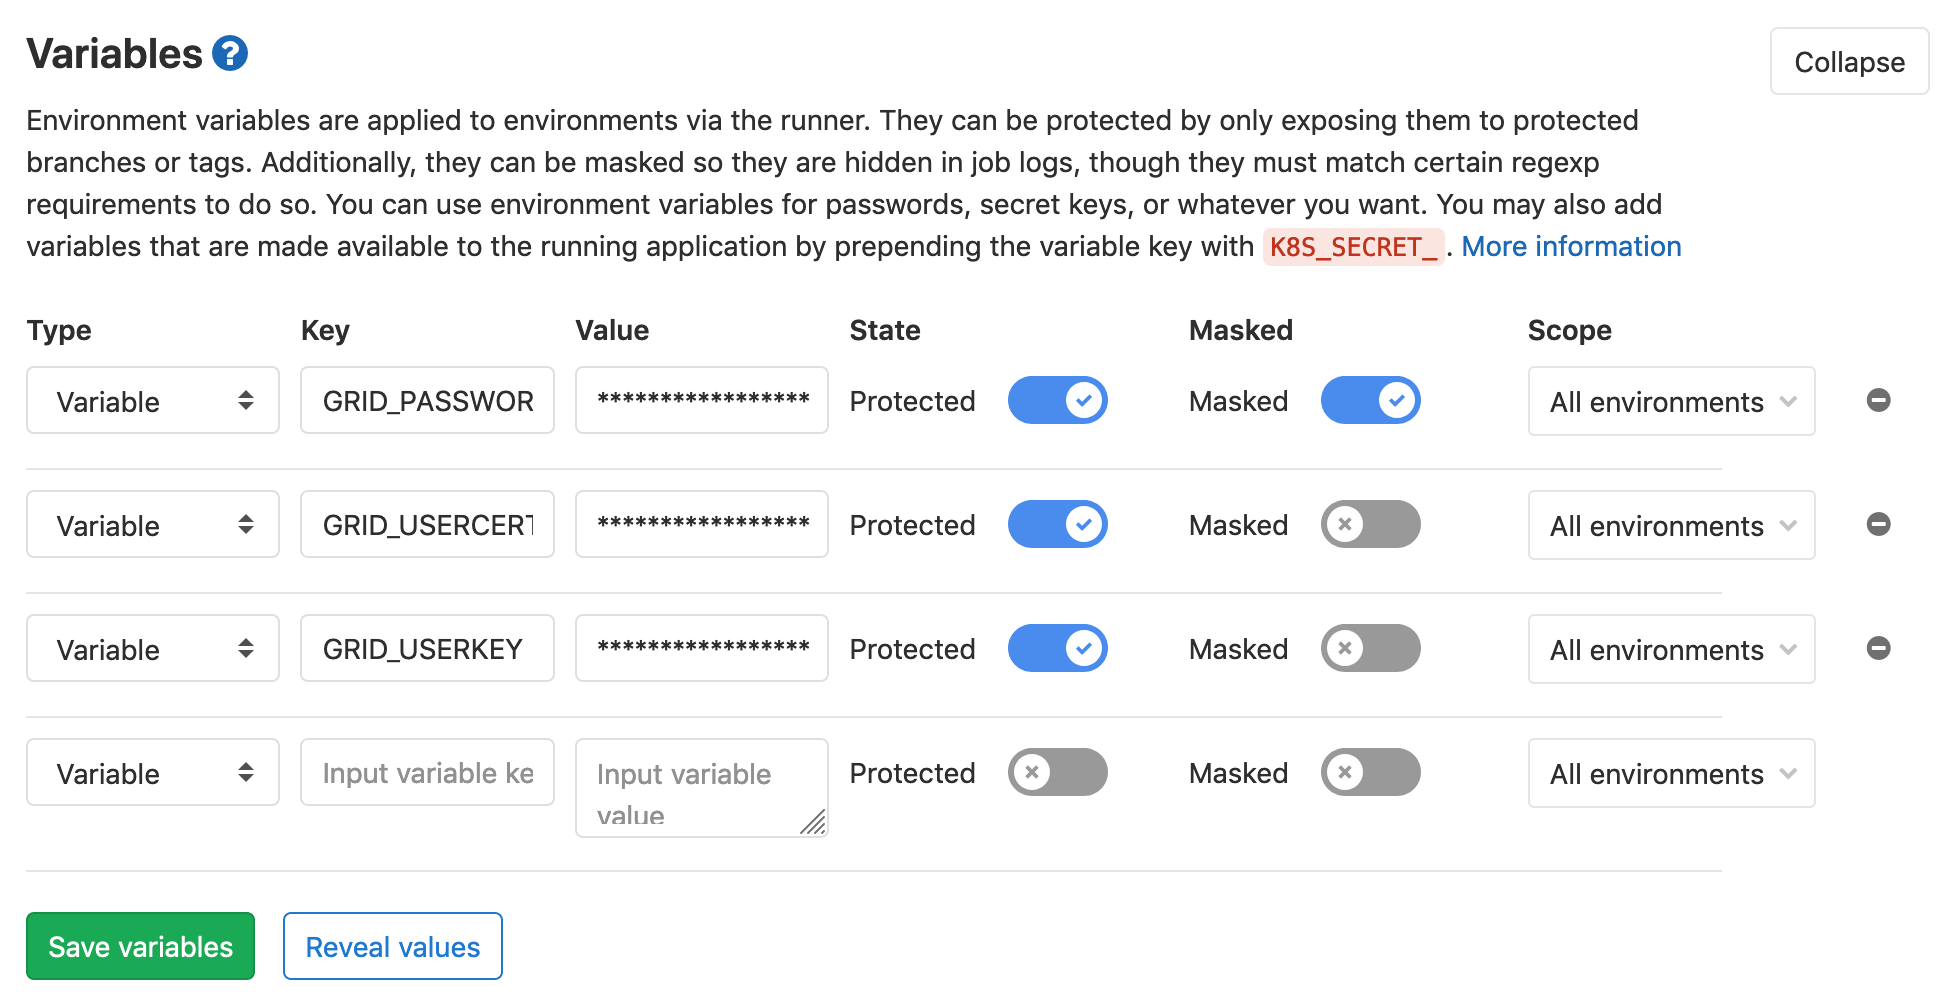 Variables ?
Collapse
Environment variables are applied to environments via the runner. They can be protected by only exposing them to protected
branches or tags. Additionally, they can be masked so they are hidden in job logs, though they must match certain regexp
requirements to do so. You can use environment variables for passwords, secret keys, or whatever you want. You may also add
variables that are made available to the running application by prepending the variable key with K8S_SECRET_. More information
Type Key Value State Masked Scope
Variable GRID_PASSWOR ***************** Protected Masked All environments
Variable GRID_USERCERT ***************** Protected Masked All environments
Variable GRID_USERKEY ***************** Protected Masked All environments
Variable Input variable ke Input variable Protected Masked All environments
value
Save variables Reveal values